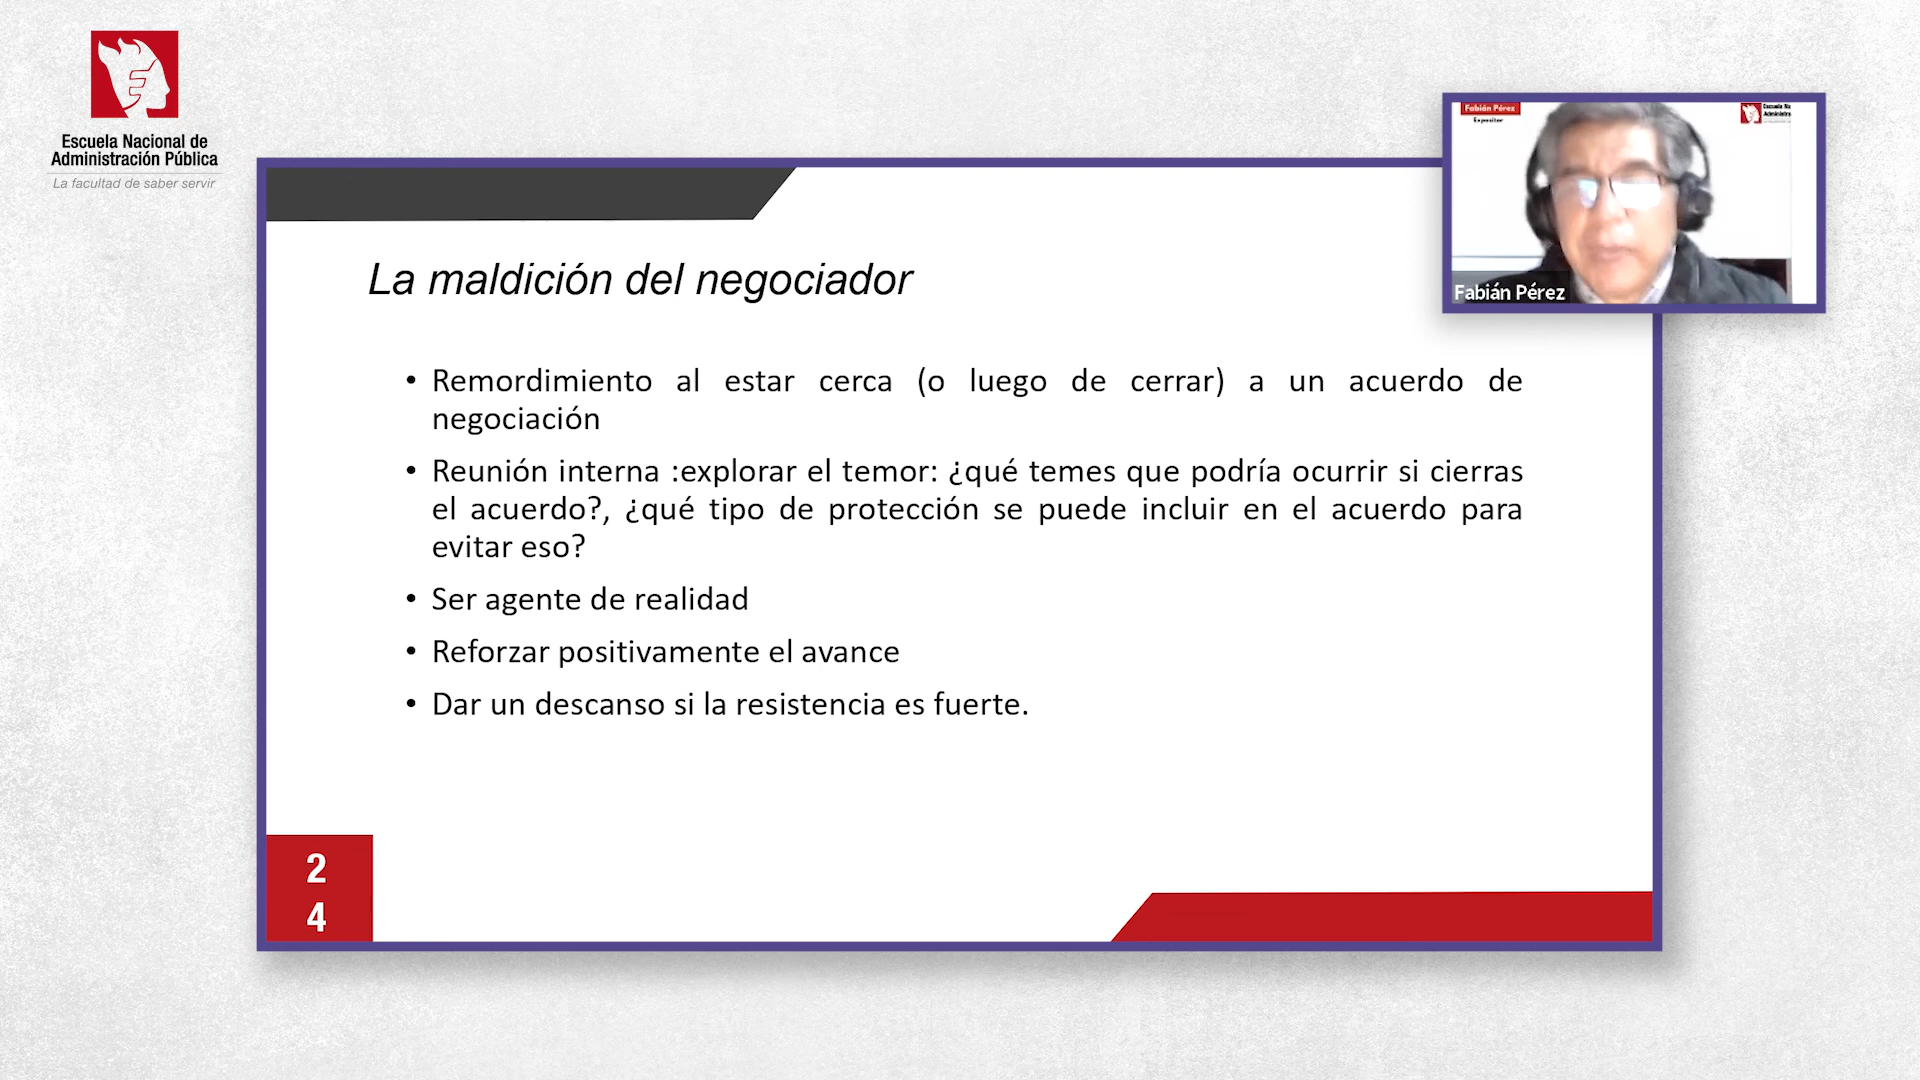 Escuela Nacional de
Administración Pública
La facultad de saber servir
Fabián Pérez
Expositor
Fabián Pérez
La maldición del negociador
• Remordimiento al estar cerca (o luego de cerrar) a un acuerdo de
negociación
• Reunión interna :explorar el temor: ¿qué temes que podría ocurrir si cierras
el acuerdo?, ¿qué tipo de protección se puede incluir en el acuerdo para
evitar eso?
• Ser agente de realidad
• Reforzar positivamente el avance
• Dar un descanso si la resistencia es fuerte.
2
4